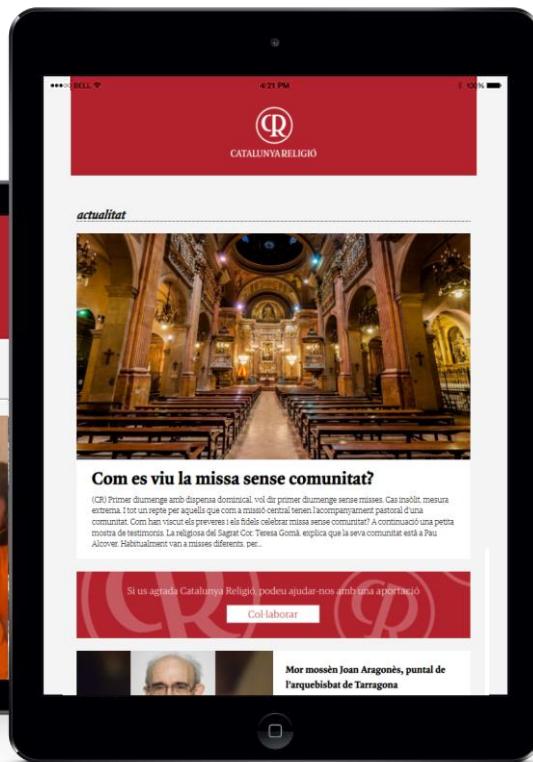 BELL
4:21 PM
100%
CR
CATALUNYARELIGIÓ
actualitat
Com es viu la missa sense comunitat?
(CR) Primer diumenge amb dispensa dominical, vol dir primer diumenge sense misses. Cas insòlit, mesura
extrema. I tot un repte per aquells que com a missió central tenen l'acompanyament pastoral d'una
comunitat. Com han viscut els preveres i els fidels celebrar missa sense comunitat? A continuació una petita
mostra de testimonis. La religiosa del Sagrat Cor, Teresa Gomà, explica que la seva comunitat està a Pau
Alcover. Habitualment van a misses diferents, per...
Si us agrada Catalunya Religió, podeu ajudar-nos amb una aportació
Col·laborar
Mor mossèn Joan Aragonès, puntal de
l'arquebisbat de Tarragona